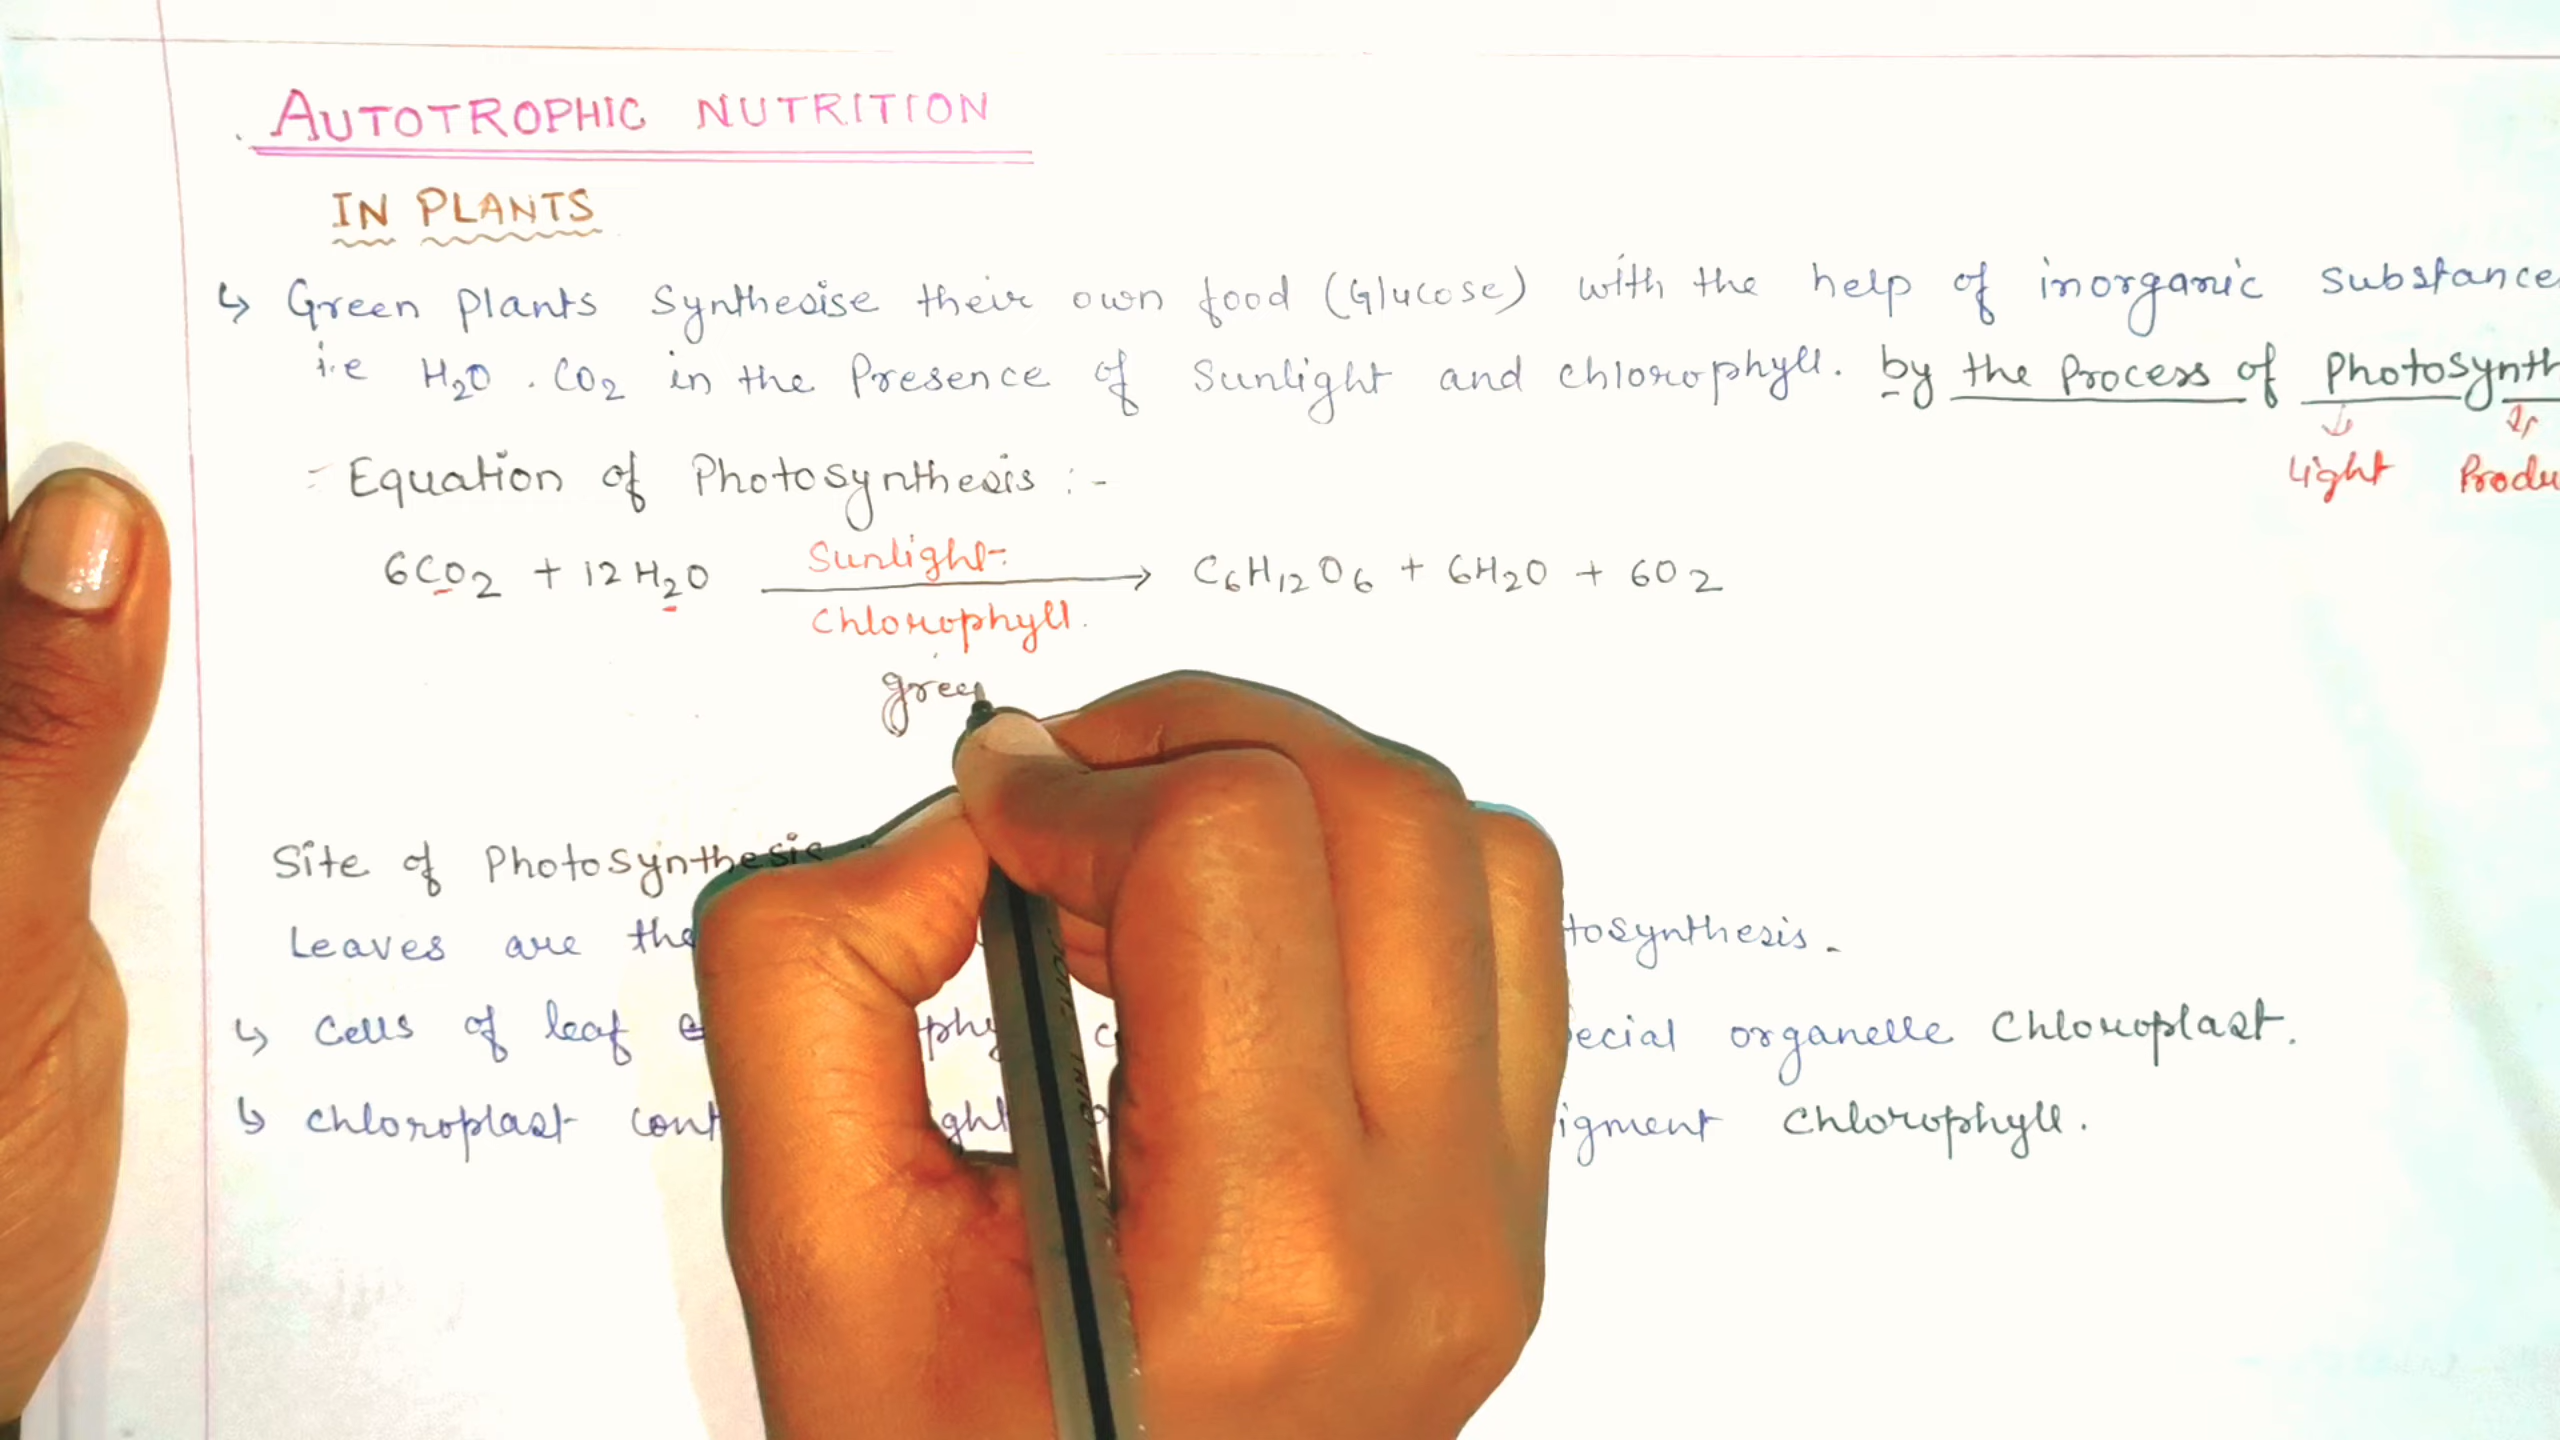 AUTOTROPHIC NUTRITION
IN PLANTS
↳ Green plants Synthesise their own food (Glucose) with the help of inorganic Substance
i.e H₂O . CO₂ in the Presence of Sunlight and chlorophyll. by the Process of Photosynth
Light Produ
- Equation of Photosynthesis :-
Sunlight
6CO₂ + 12H₂O → C₆H₁₂O₆ + 6H₂O + 6O₂
Chlorophyll.
green
Site of Photosynthesis
Leaves are the tosynthesis.
↳ Cells of leaf phy c ecial organelle Chloroplast.
↳ chloroplast cont ght igment Chlorophyll.